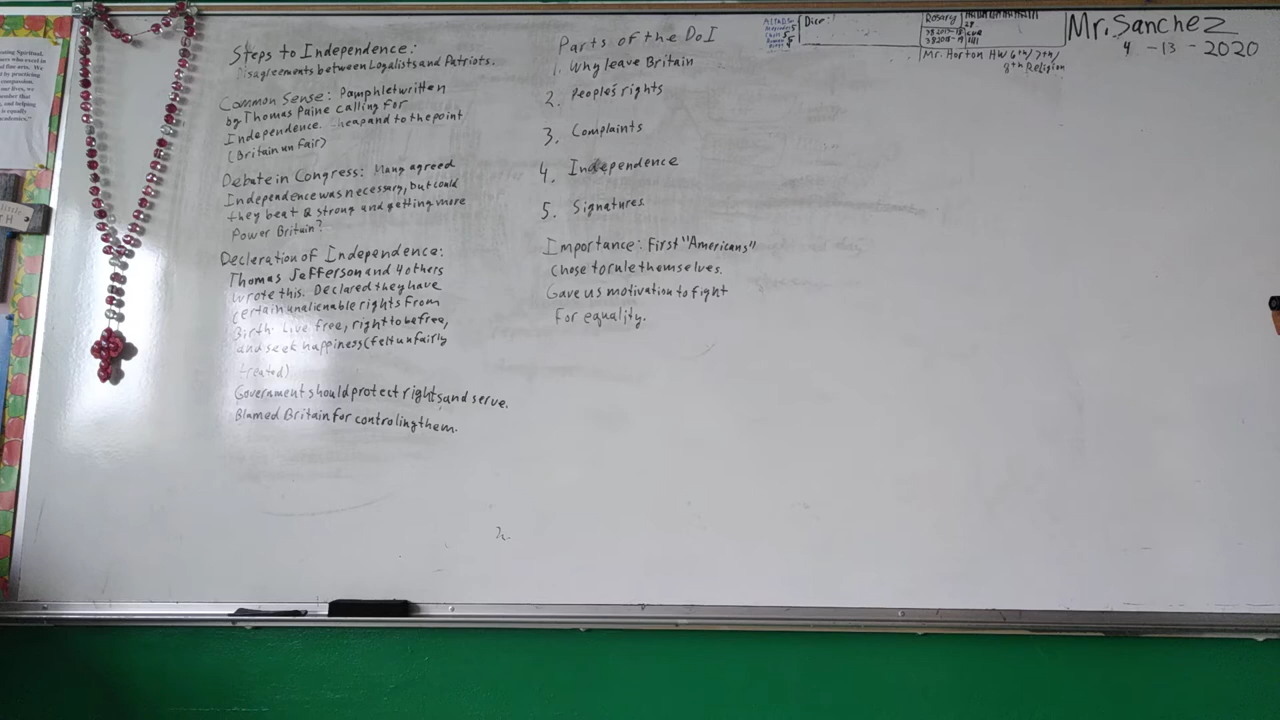 Steps to Independence:
Disagreements between Loyalists and Patriots.
Common Sense: Pamphlet written
by Thomas Paine calling for
Independence. Cheap and to the point
(Britain unfair)
Debate in Congress: Many agreed
Independence was necessary, but could
they beat a strong and getting more
Power Britain?
Decleration of Independence:
Thomas Jefferson and 4 others
wrote this. Declared they have
certain unalienable rights from
Birth. Live free, right to be free,
and seek happiness (felt unfairly
treated)
Government should protect rights and serve.
Blamed Britain for controling them.
Parts of the DoI
1. Why leave Britain
2. People's rights
3. Complaints
4. Independence
5. Signatures
Importance: First "Americans"
chose to rule themselves.
Gave us motivation to fight
For equality.
Dice:
Rosary
Mr. Horton HW 6th/7th/
8th Religion
Mr. Sanchez
4-13-2020